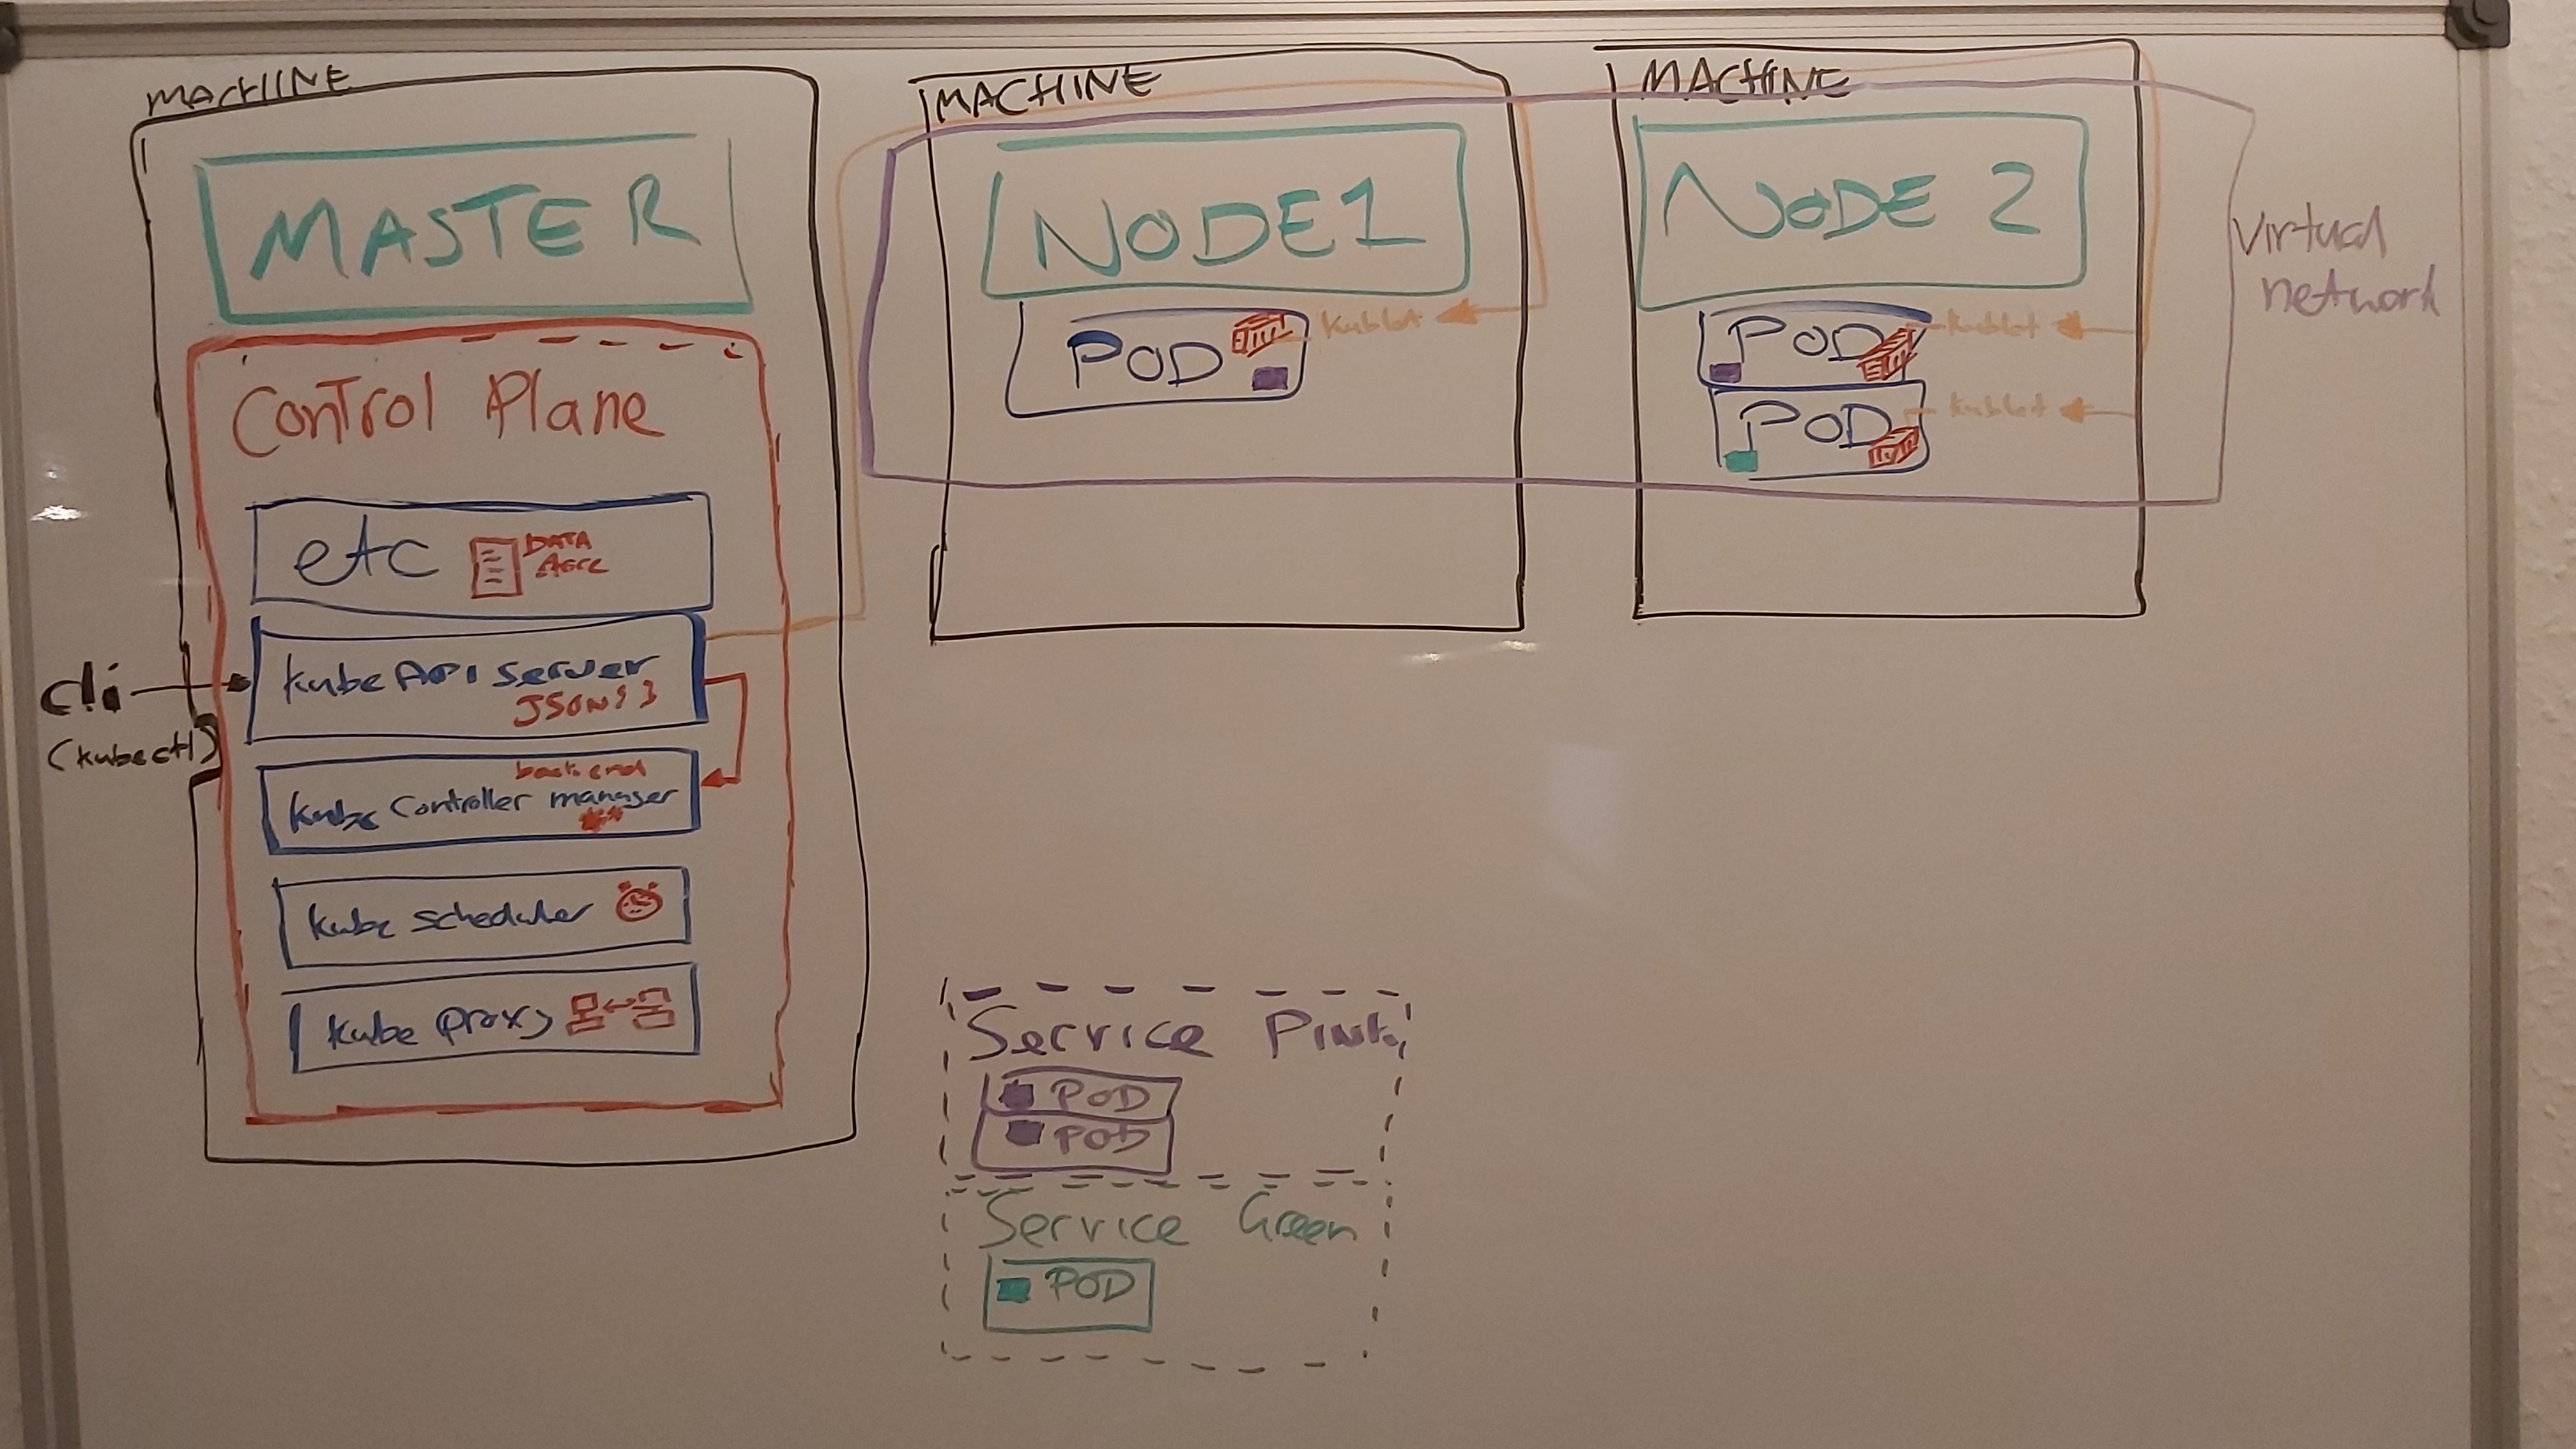 MACHINE
MASTER
Control Plane
etc
DATA
kube API server
JSON { }
cli
(kubectl)
backend
kube controller manager
kube scheduler
kube proxy
MACHINE
NODE 1
POD
kublet
MACHINE
NODE 2
POD
kublet
POD
kublet
Virtual
network
Service Pink
POD
POD
Service Green
POD